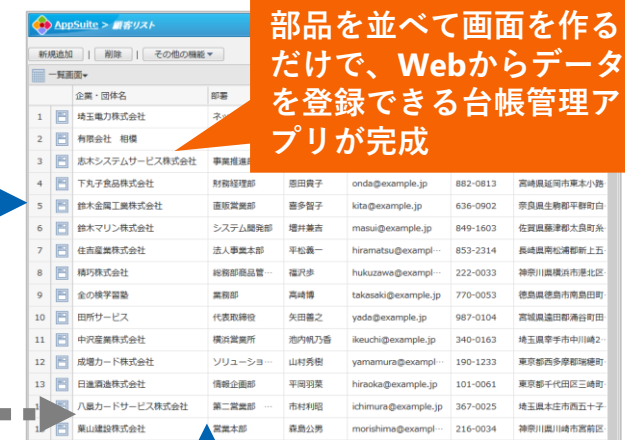 AppSuite > 顧客リスト
部品を並べて画面を作る
だけで、Webからデータ
を登録できる台帳管理ア
プリが完成
新規追加 | 削除 | その他の機能▼
一覧画面▼
企業・団体名 部署
1 埼玉電力株式会社
2 有限会社 相模
3 志木システムサービス株式会社 事業推進
4 下丸子食品株式会社 財務経理部 恩田貴子 onda@example.jp 882-0813 宮崎県延岡市東本小路
5 鈴木金属工業株式会社 直販営業部 喜多智子 kita@example.jp 636-0902 奈良県生駒郡平群町
6 鈴木マリン株式会社 システム開発部 増井兼吉 masui@example.jp 849-1603 佐賀県藤津郡太良町糸
7 住吉産業株式会社 法人事業本部 平松義一 hiramatsu@exampl… 853-2314 長崎県南松浦郡新上五
8 精巧株式会社 総務部商品管… 福沢歩 hukuzawa@exampl… 222-0033 神奈川県横浜市港北区
9 全の検学習塾 業務部 高崎博 takasaki@example.jp 770-0053 徳島県徳島市南島田町
10 田所サービス 代表取締役 矢田善之 yada@example.jp 987-0104 宮城県遠田郡涌谷町田
11 中沢産業株式会社 横浜営業所 池内帆乃香 ikeuchi@example.jp 340-0163 埼玉県幸手市中川崎2
12 成増カード株式会社 ソリューショ… 山村秀樹 yamamura@exampl… 190-1233 東京都西多摩郡瑞穂町
13 日進酒造株式会社 情報企画部 平岡羽菜 hiraoka@example.jp 101-0061 東京都千代田区三崎町
八島カードサービス株式会社 第二営業部 … 市村利昭 ichimura@example.jp 367-0025 埼玉県本庄市西五十子
葉山建設株式会社 営業本部 森島公男 morishima@exampl… 216-0034 神奈川県川崎市宮前区